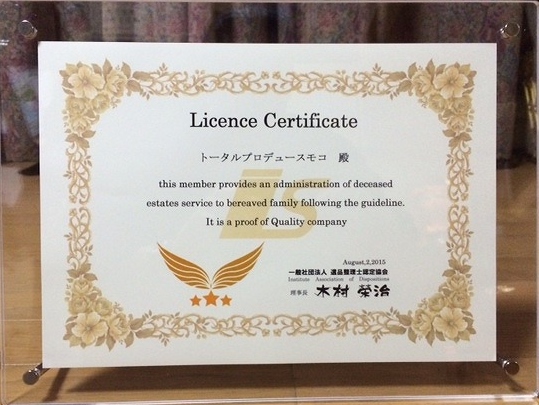 Licence Certificate
トータルプロデュースモコ 殿
this member provides an administration of deceased
estates service to bereaved family following the guideline.
It is a proof of Quality company
August,2,2015
一般社団法人 遺品整理士認定協会
Institute Association of Dispositions
理事長 木村 榮治